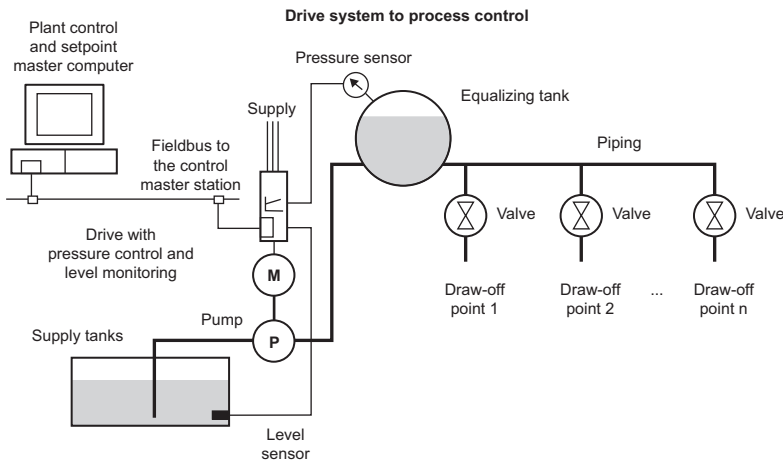 Drive system to process control
Plant control
and setpoint
master computer
Pressure sensor
Supply
Equalizing tank
Fieldbus to
the control
master station
Piping
Valve
Valve
Valve
Drive with
pressure control and
level monitoring
M
Draw-off
point 1
Draw-off
point 2
...
Draw-off
point n
Pump
P
Supply tanks
Level
sensor